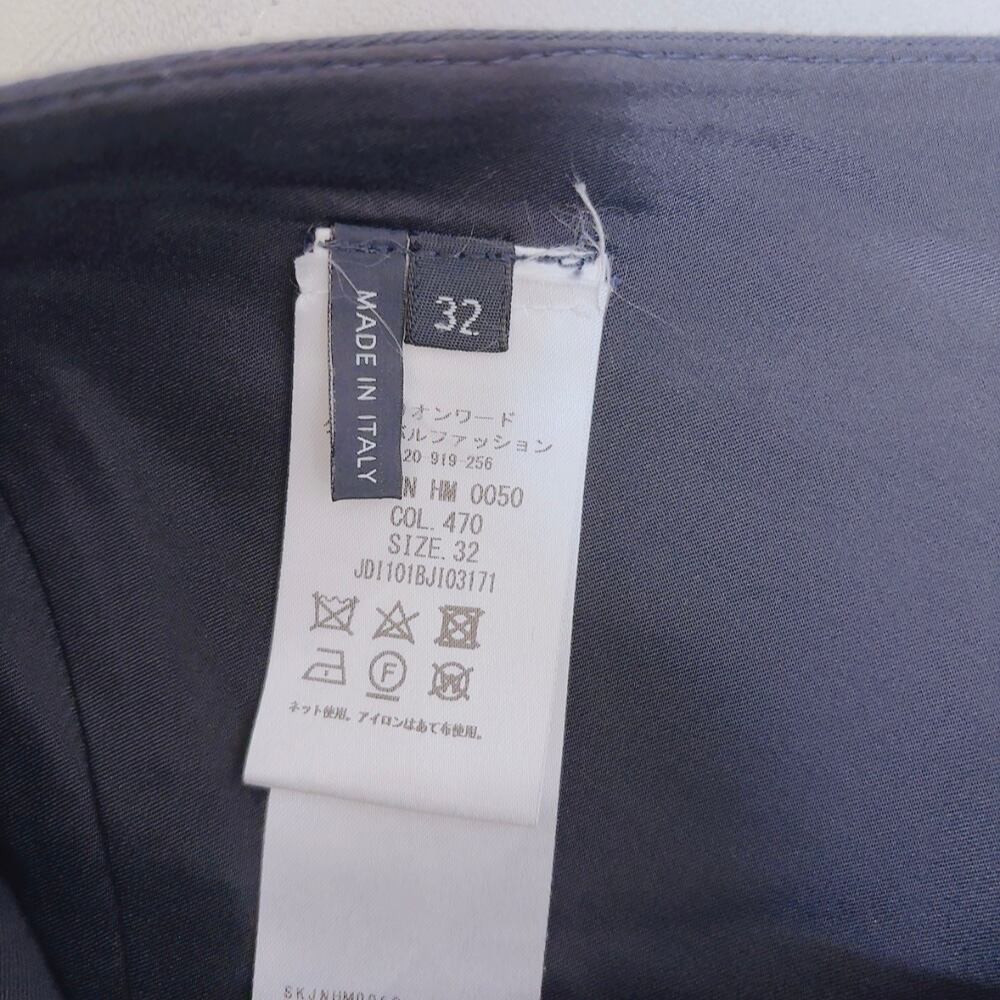 32
MADE IN ITALY
オンワード
ルファッション
20-919-256
N HM 0050
COL. 470
SIZE. 32
JDI101BJI03171
F
W
ネット使用。アイロンはあて布使用。